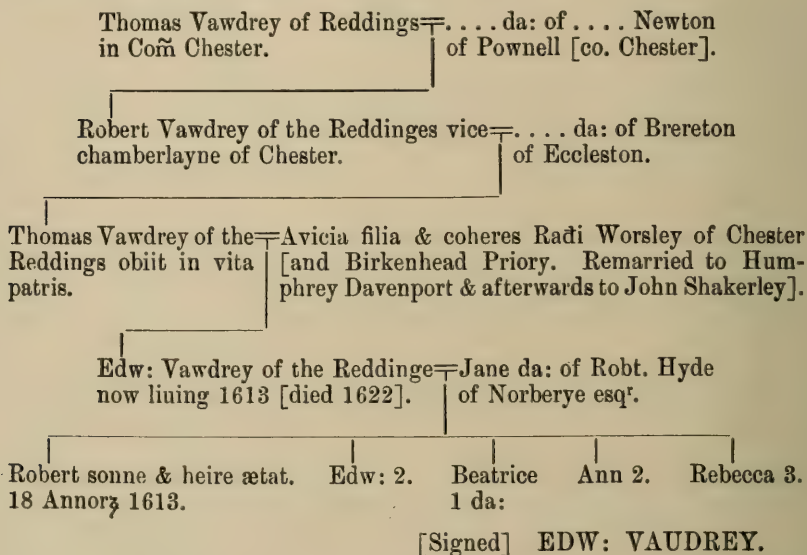 Thomas Vawdrey of Reddings=. . . . da: of . . . . Newton
in Com̃ Chester. of Pownell [co. Chester].
Robert Vawdrey of the Reddinges vice=. . . . da: of Brereton
chamberlayne of Chester. of Eccleston.
Thomas Vawdrey of the=Avicia filia & coheres Rad̃i Worsley of Chester
Reddings obiit in vita [and Birkenhead Priory. Remarried to Hum-
patris. phrey Davenport & afterwards to John Shakerley].
Edw: Vawdrey of the Reddinge=Jane da: of Robt. Hyde
now liuing 1613 [died 1622]. of Norberye esqʳ.
Robert sonne & heire ætat. Edw: 2. Beatrice Ann 2. Rebecca 3.
18 Annorꝫ 1613. 1 da:
[Signed] EDW: VAUDREY.